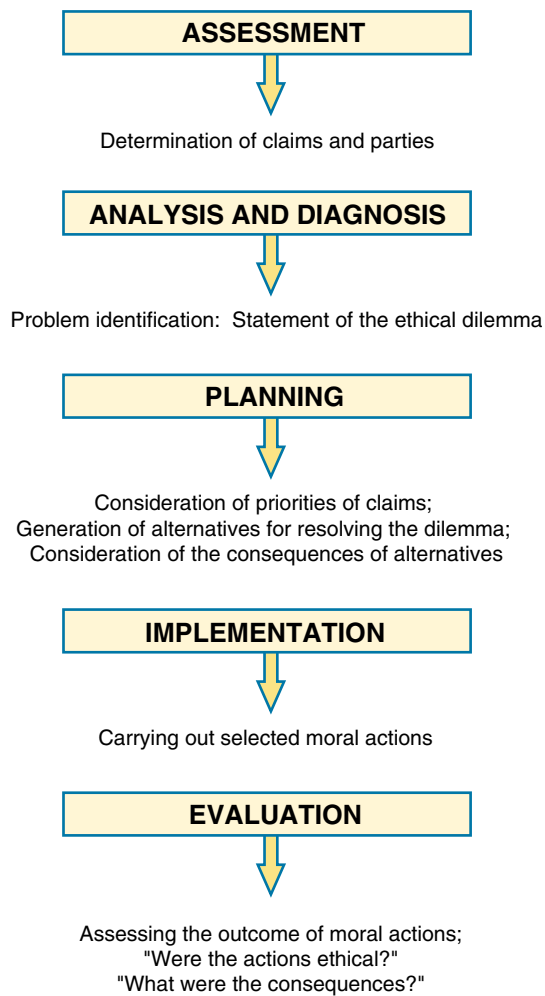 ASSESSMENT
Determination of claims and parties
ANALYSIS AND DIAGNOSIS
Problem identification:  Statement of the ethical dilemma
PLANNING
Consideration of priorities of claims;
Generation of alternatives for resolving the dilemma;
Consideration of the consequences of alternatives
IMPLEMENTATION
Carrying out selected moral actions
EVALUATION
Assessing the outcome of moral actions;
"Were the actions ethical?"
"What were the consequences?"